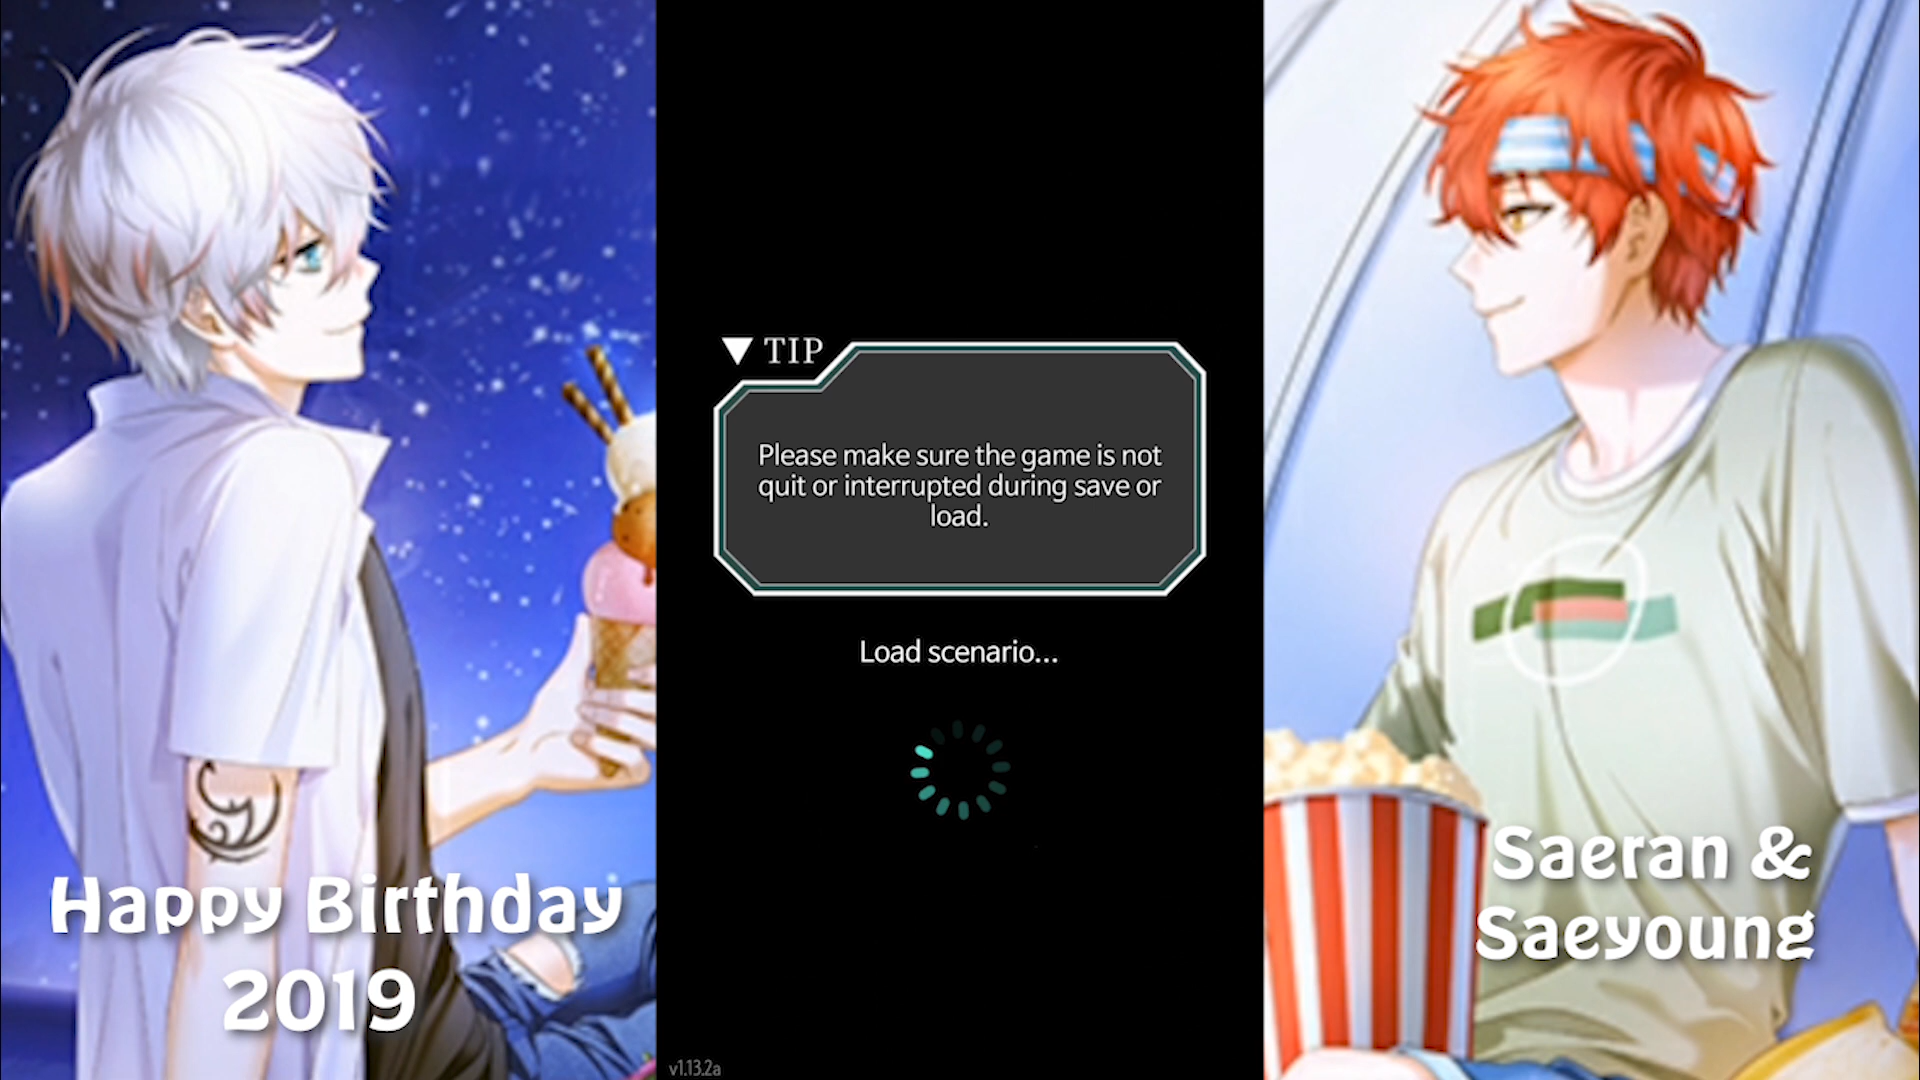 ▼ TIP
Please make sure the game is not
quit or interrupted during save or
load.
Load scenario...
Happy Birthday
2019
Saeran &
Saeyoung
v1.13.2a